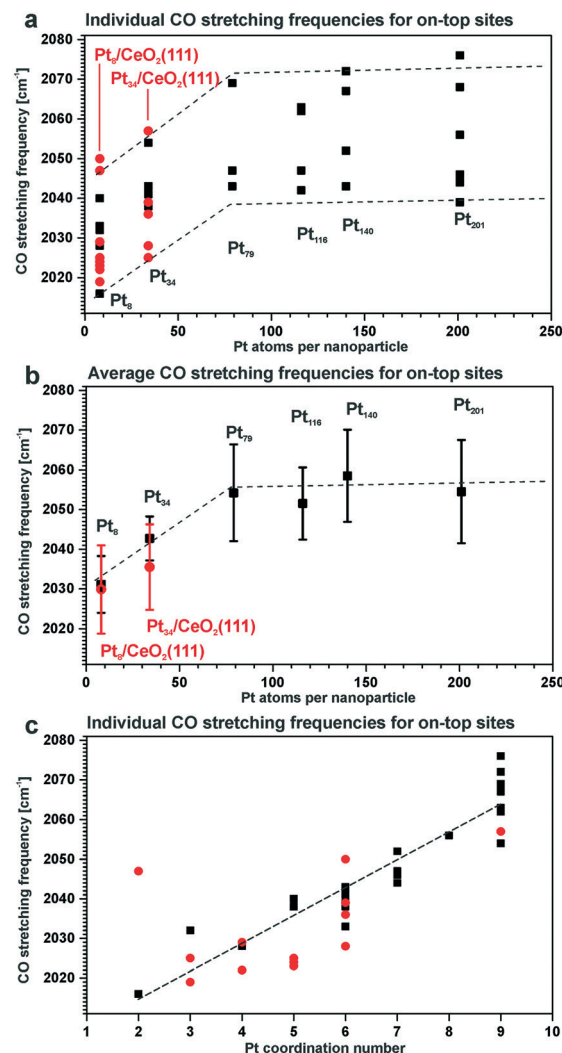 a Individual CO stretching frequencies for on-top sites
Pt₈/CeO₂(111)
Pt₃₄/CeO₂(111)
CO stretching frequency [cm⁻¹]
2080
2070
2060
2050
2040
2030
2020
Pt₈
Pt₃₄
Pt₇₉
Pt₁₁₆
Pt₁₄₀
Pt₂₀₁
0 50 100 150 200 250
Pt atoms per nanoparticle
b Average CO stretching frequencies for on-top sites
CO stretching frequency [cm⁻¹]
2080
2070
2060
2050
2040
2030
2020
Pt₈
Pt₃₄
Pt₇₉
Pt₁₁₆
Pt₁₄₀
Pt₂₀₁
Pt₃₄/CeO₂(111)
Pt₈/CeO₂(111)
0 50 100 150 200 250
Pt atoms per nanoparticle
c Individual CO stretching frequencies for on-top sites
CO stretching frequency [cm⁻¹]
2080
2070
2060
2050
2040
2030
2020
1 2 3 4 5 6 7 8 9 10
Pt coordination number